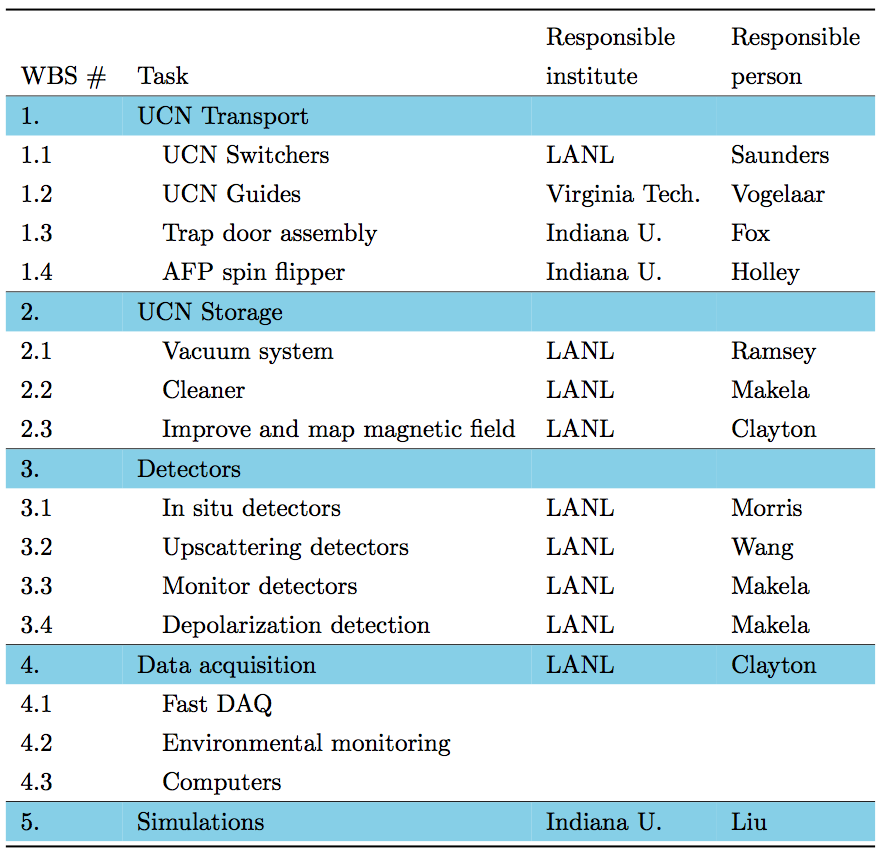 Responsible Responsible
WBS # Task institute person
1. UCN Transport
1.1 UCN Switchers LANL Saunders
1.2 UCN Guides Virginia Tech. Vogelaar
1.3 Trap door assembly Indiana U. Fox
1.4 AFP spin flipper Indiana U. Holley
2. UCN Storage
2.1 Vacuum system LANL Ramsey
2.2 Cleaner LANL Makela
2.3 Improve and map magnetic field LANL Clayton
3. Detectors
3.1 In situ detectors LANL Morris
3.2 Upscattering detectors LANL Wang
3.3 Monitor detectors LANL Makela
3.4 Depolarization detection LANL Makela
4. Data acquisition LANL Clayton
4.1 Fast DAQ
4.2 Environmental monitoring
4.3 Computers
5. Simulations Indiana U. Liu